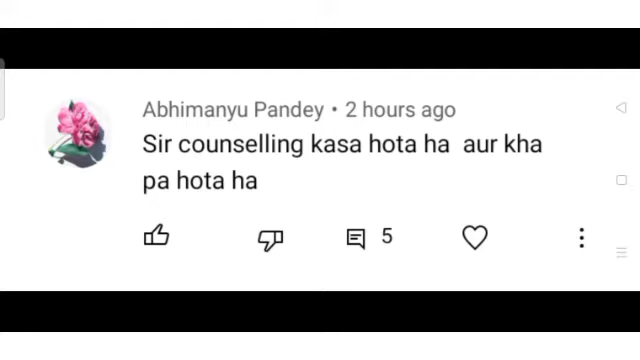 Abhimanyu Pandey • 2 hours ago
Sir counselling kasa hota ha aur kha
pa hota ha
5